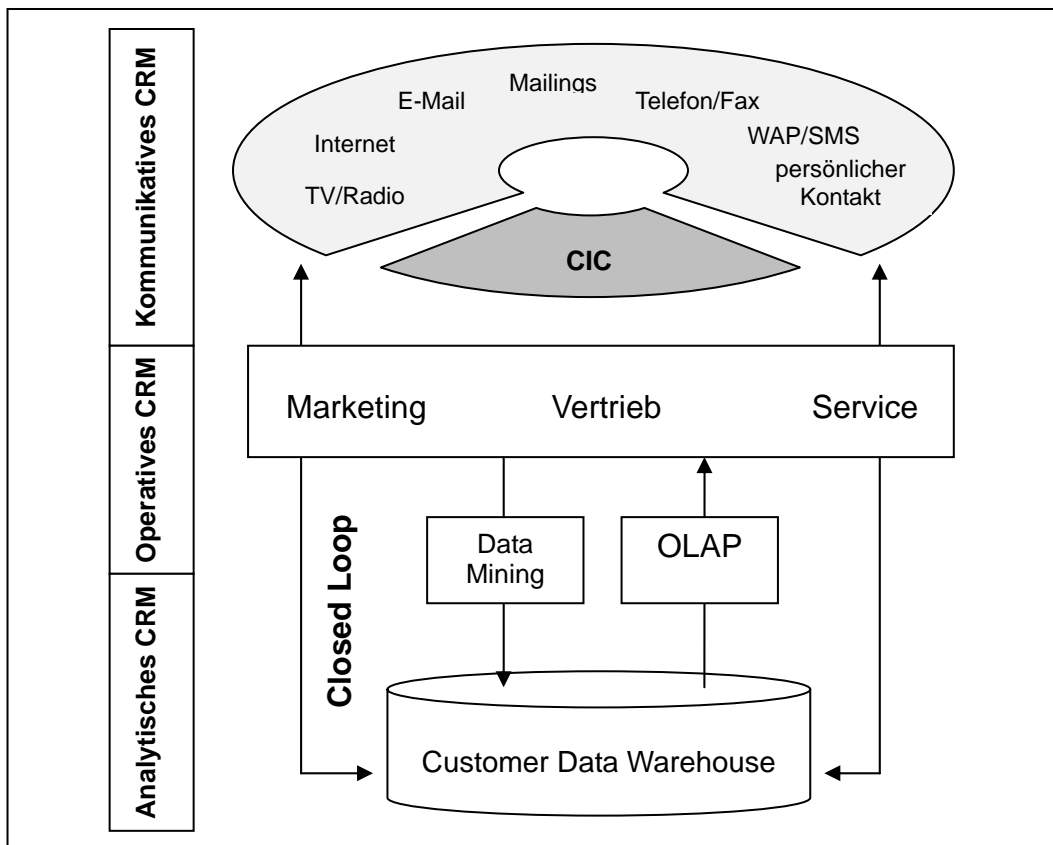 Kommunikatives CRM
Mailings
E-Mail
Telefon/Fax
Internet
WAP/SMS
persönlicher
Kontakt
TV/Radio
CIC
Operatives CRM
Marketing
Vertrieb
Service
Closed Loop
Data
Mining
OLAP
Analytisches CRM
Customer Data Warehouse